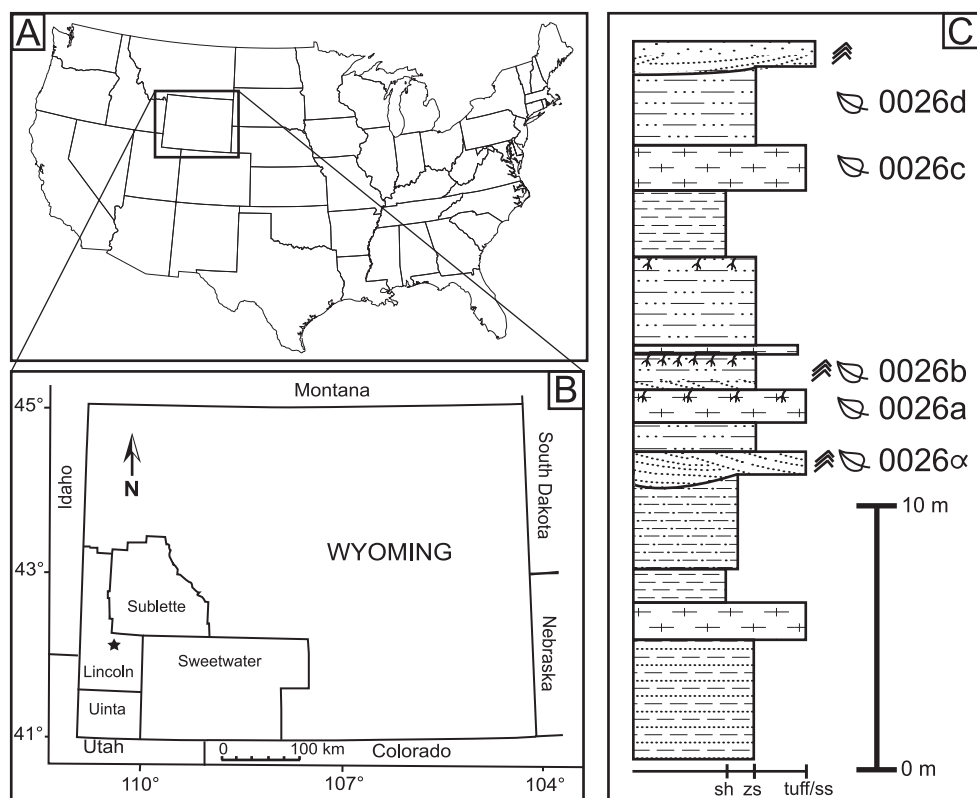 A
C
0026d
0026c
0026b
0026a
0026α
10 m
0 m
sh zs tuff/ss
B
Montana
45°
Idaho
N
South Dakota
WYOMING
43°
Sublette
Nebraska
Sweetwater
Lincoln
Uinta
41°
Utah
0 100 km
Colorado
110° 107° 104°